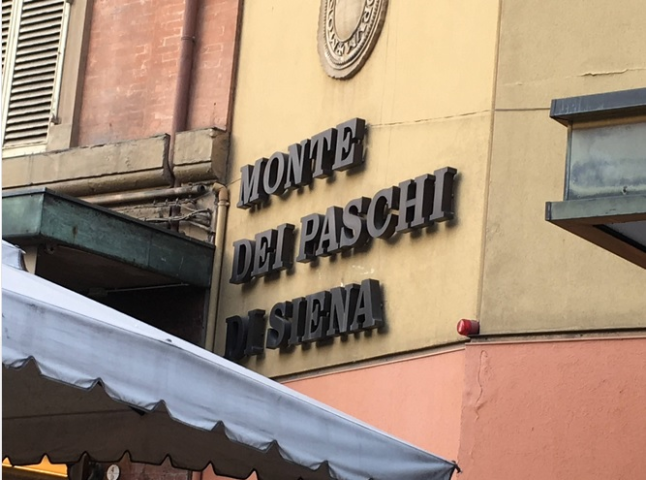 MONTE
DEI PASCHI
DI SIENA